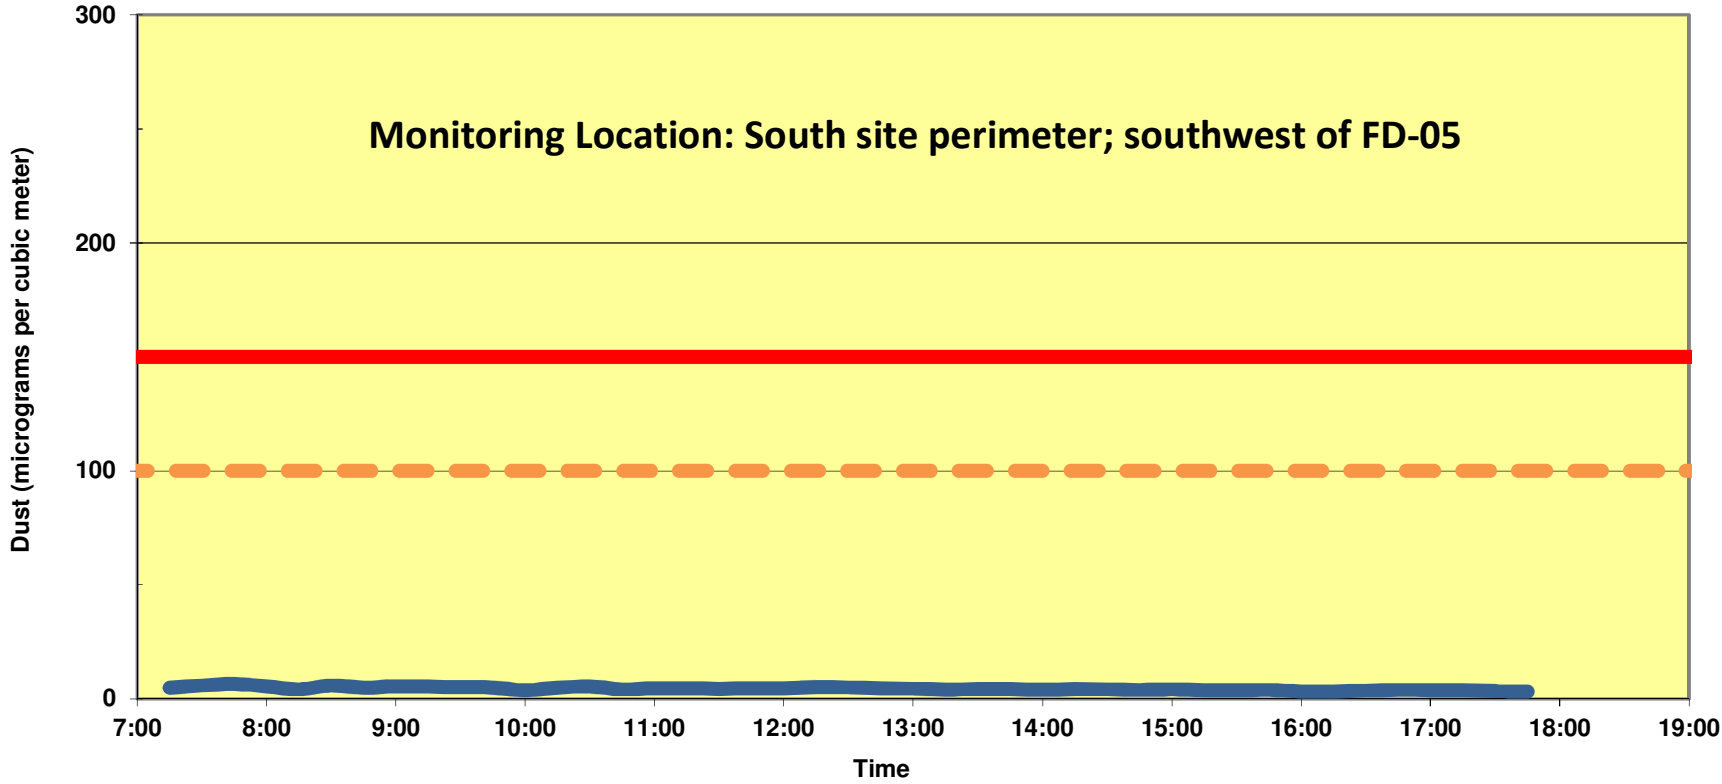 Monitoring Location: South site perimeter; southwest of FD-05
Dust (micrograms per cubic meter)
300
200
100
0
7:00 8:00 9:00 10:00 11:00 12:00 13:00 14:00 15:00 16:00 17:00 18:00 19:00
Time